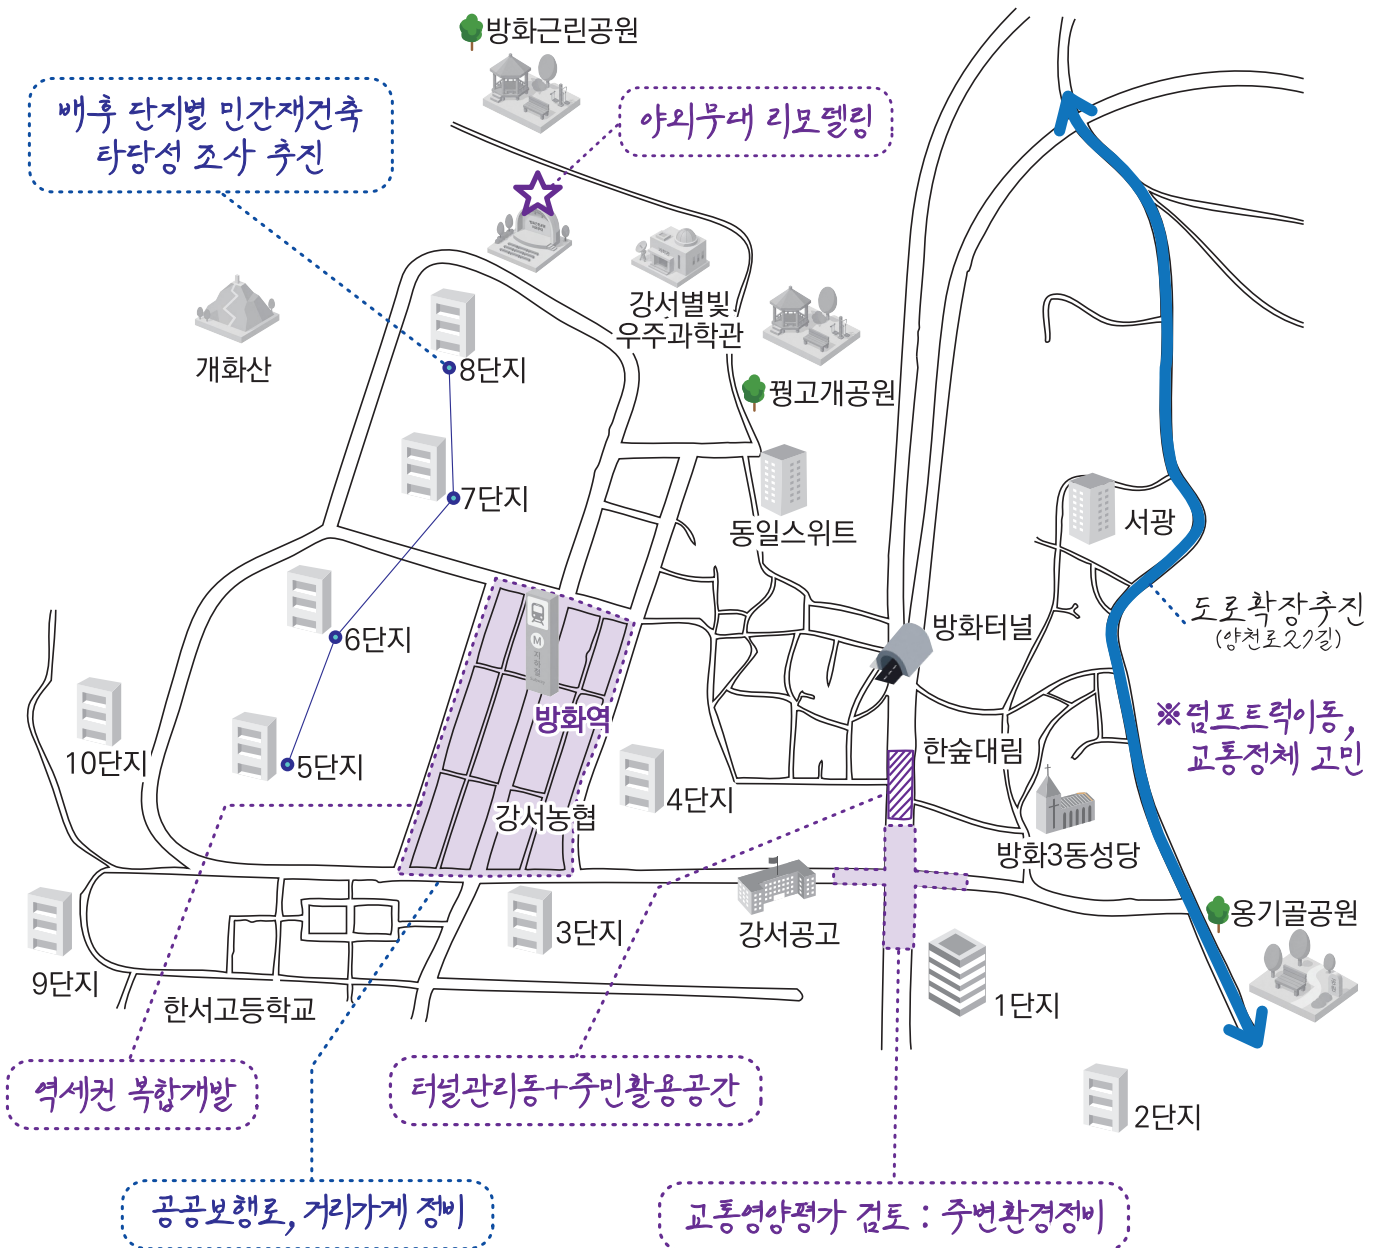 방화근린공원
배후 단지별 민간재건축
타당성 조사 추진
야외무대 리모델링
강서별빛
우주과학관
개화산
8단지
꿩고개공원
7단지
동일스위트
서광
도로확장추진
(양천로27길)
6단지
방화터널
M
지하철
방화역
※덤프트럭이동,
교통정체 고민
10단지
5단지
한숲대림
4단지
강서농협
방화3동성당
옹기골공원
강서공고
3단지
9단지
한서고등학교
1단지
역세권 복합개발
터널관리동+주민활용공간
2단지
공공보행로, 거리가게 정비
교통영양평가 검토 : 주변환경정비